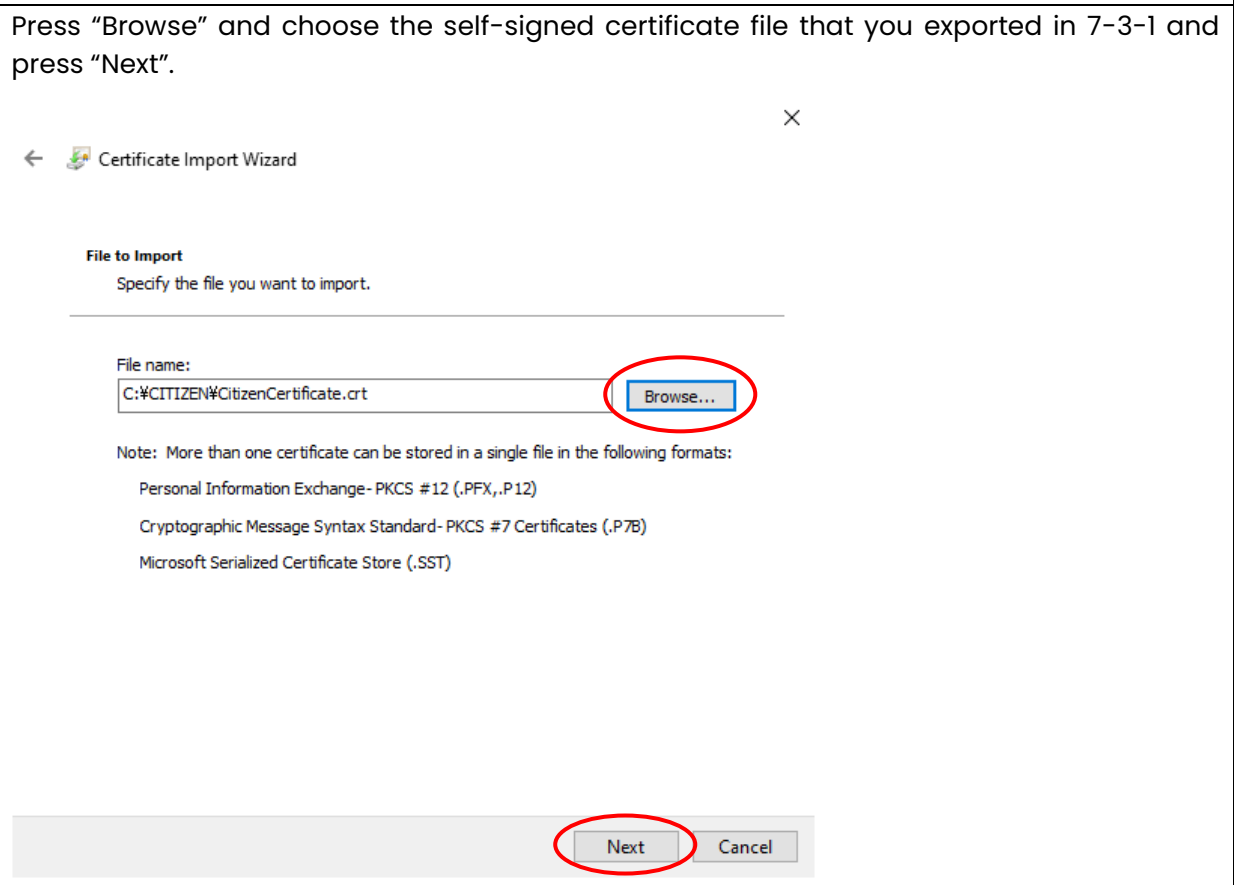 Press “Browse” and choose the self-signed certificate file that you exported in 7-3-1 and
press “Next”.
Certificate Import Wizard
File to Import
Specify the file you want to import.
File name:
C:¥CITIZEN¥CitizenCertificate.crt
Browse...
Note: More than one certificate can be stored in a single file in the following formats:
Personal Information Exchange- PKCS #12 (.PFX,.P12)
Cryptographic Message Syntax Standard- PKCS #7 Certificates (.P7B)
Microsoft Serialized Certificate Store (.SST)
Next
Cancel